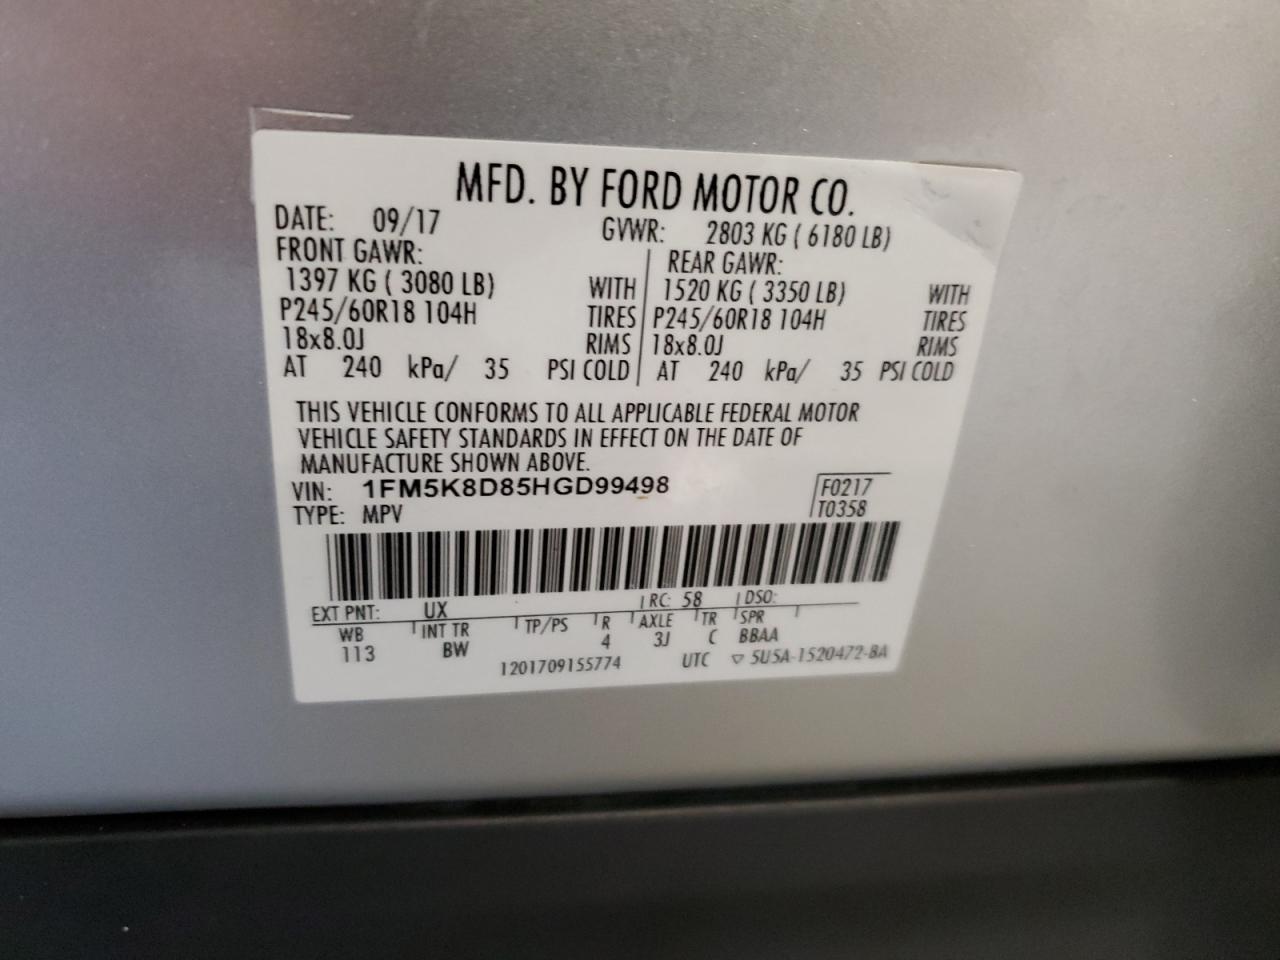 MFD. BY FORD MOTOR CO.
DATE: 09/17 GVWR: 2803 KG ( 6180 LB)
FRONT GAWR: REAR GAWR:
1397 KG ( 3080 LB) WITH 1520 KG ( 3350 LB) WITH
P245/60R18 104H TIRES P245/60R18 104H TIRES
18x8.0J RIMS 18x8.0J RIMS
AT 240 kPa/ 35 PSI COLD AT 240 kPa/ 35 PSI COLD
THIS VEHICLE CONFORMS TO ALL APPLICABLE FEDERAL MOTOR
VEHICLE SAFETY STANDARDS IN EFFECT ON THE DATE OF
MANUFACTURE SHOWN ABOVE.
VIN: 1FM5K8D85HGD99498 F0217
TYPE: MPV T0358
EXT PNT: UX RC: 58 DSO:
WB INT TR TP/PS R AXLE TR SPR
113 BW 4 3J C BBAA
1201709155774 UTC ▽ 5U5A-1520472-BA